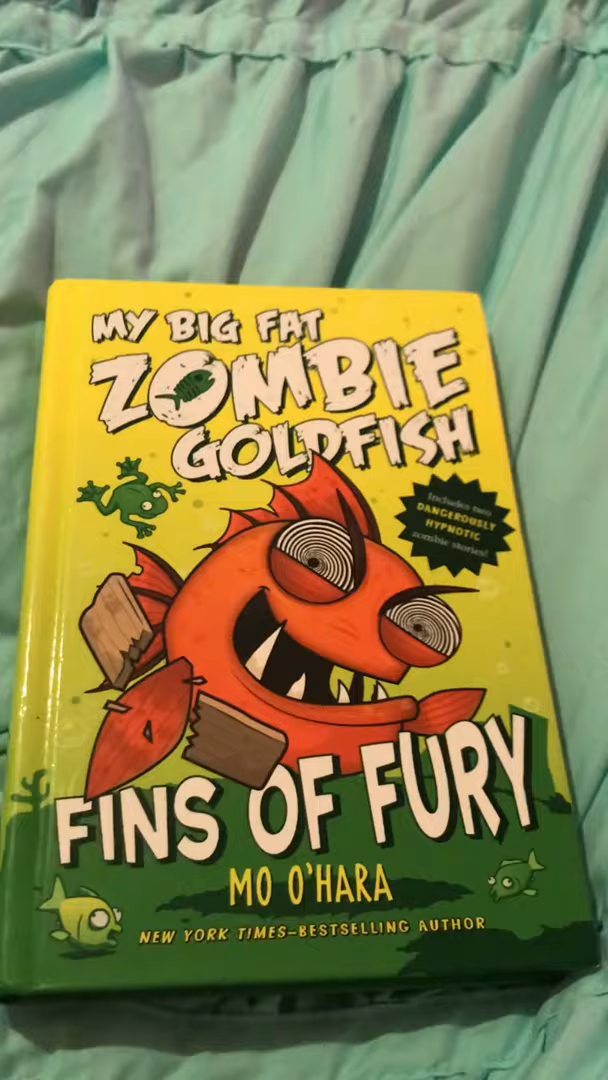 MY BIG FAT
ZOMBIE
GOLDFISH
Includes two
DANGEROUSLY
HYPNOTIC
zombie stories!
FINS OF FURY
MO O'HARA
NEW YORK TIMES–BESTSELLING AUTHOR